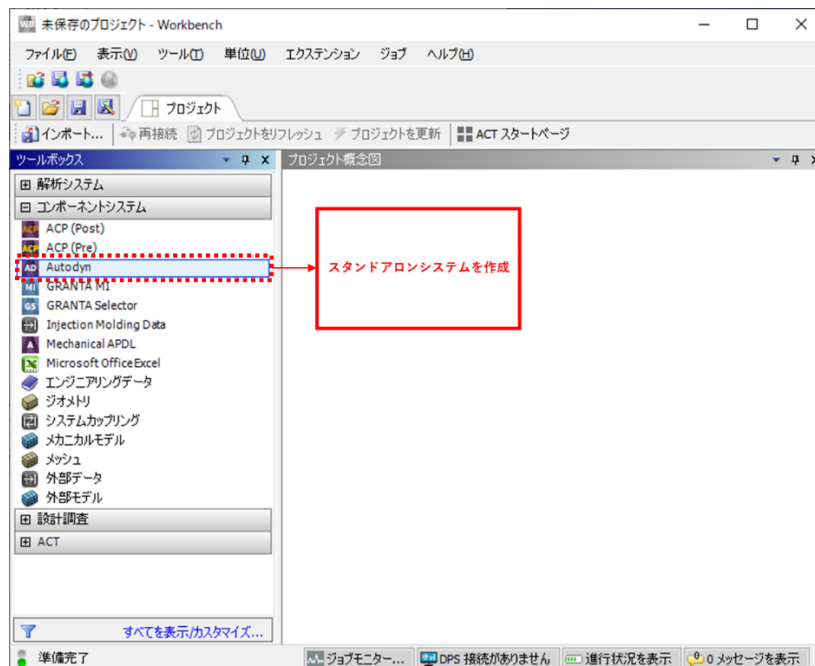 未保存のプロジェクト - Workbench
ファイル(F) 表示(V) ツール(T) 単位(U) エクステンション ジョブ ヘルプ(H)
プロジェクト
インポート... 再接続 プロジェクトをリフレッシュ プロジェクトを更新 ACT スタートページ
ツールボックス
プロジェクト概念図
解析システム
コンポーネントシステム
ACP (Post)
ACP (Pre)
Autodyn
スタンドアロンシステムを作成
GRANTA MI
GRANTA Selector
Injection Molding Data
Mechanical APDL
Microsoft Office Excel
エンジニアリングデータ
ジオメトリ
システムカップリング
メカニカルモデル
メッシュ
外部データ
外部モデル
設計調査
ACT
すべてを表示/カスタマイズ...
準備完了 ジョブモニター... DPS 接続がありません 進行状況を表示 0 メッセージを表示